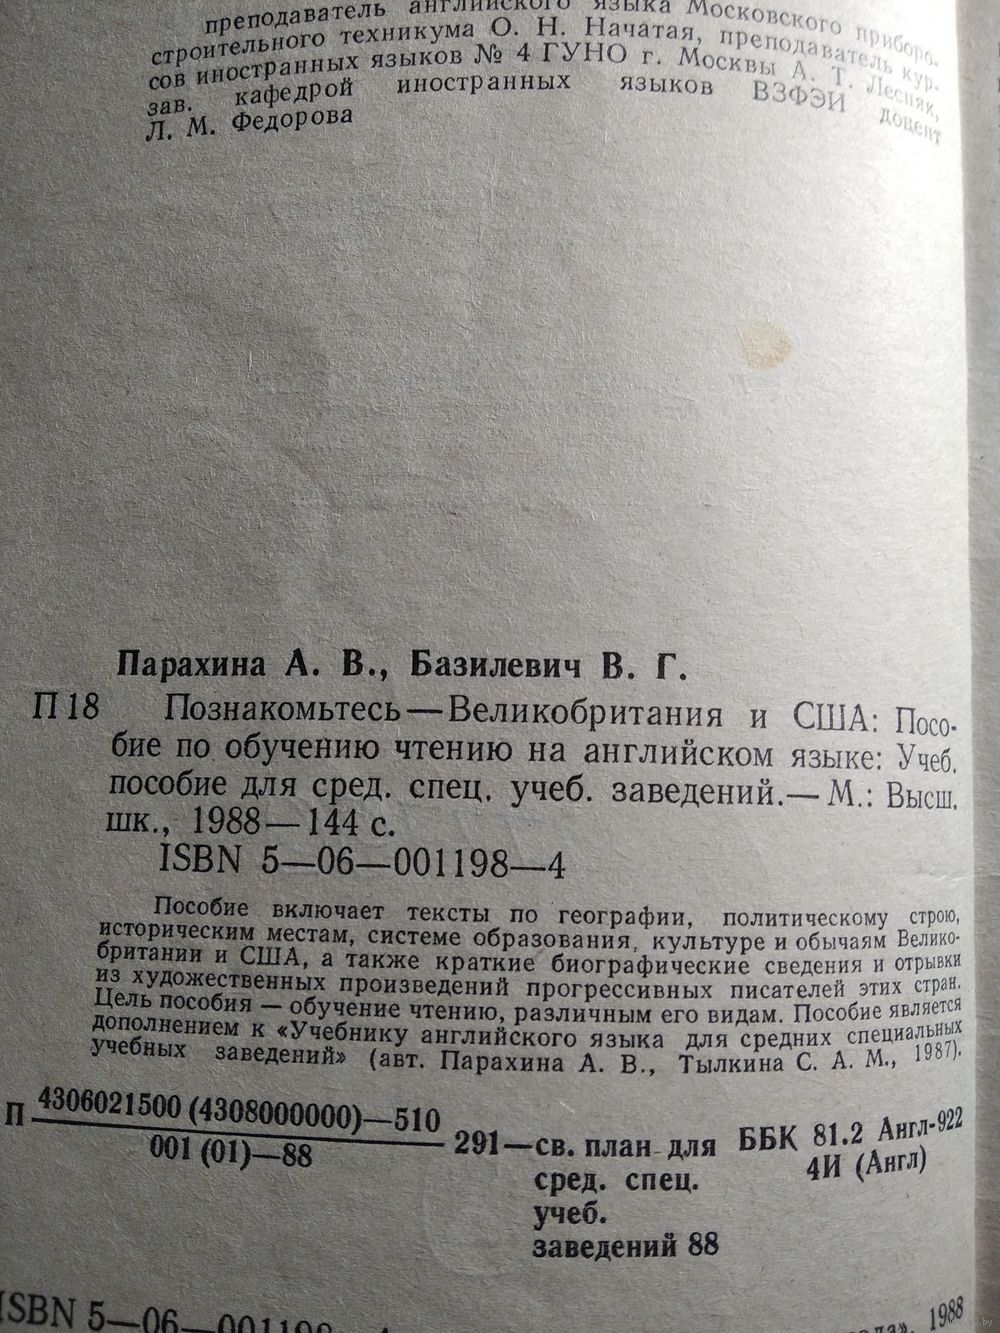 преподаватель английского языка Московского приборо-
строительного техникума О. Н. Начатая, преподаватель кур-
сов иностранных языков № 4 ГУНО г. Москвы А. Т. Лесняк,
зав. кафедрой иностранных языков ВЗФЭИ доцент
Л. М. Федорова
Парахина А. В., Базилевич В. Г.
П 18 Познакомьтесь — Великобритания и США: Посо-
бие по обучению чтению на английском языке: Учеб.
пособие для сред. спец. учеб. заведений.— М.: Высш.
шк., 1988—144 с.
ISBN 5—06—001198—4
Пособие включает тексты по географии, политическому строю,
историческим местам, системе образования, культуре и обычаям Велико-
британии и США, а также краткие биографические сведения и отрывки
из художественных произведений прогрессивных писателей этих стран.
Цель пособия — обучение чтению, различным его видам. Пособие является
дополнением к «Учебнику английского языка для средних специальных
учебных заведений» (авт. Парахина А. В., Тылкина С. А. М., 1987).
П 4306021500 (4308000000)—510
001 (01)—88
291—св. план для
сред. спец.
учеб.
заведений 88
ББК 81.2 Англ-922
4И (Англ)
ISBN 5—06—001198—4
1988